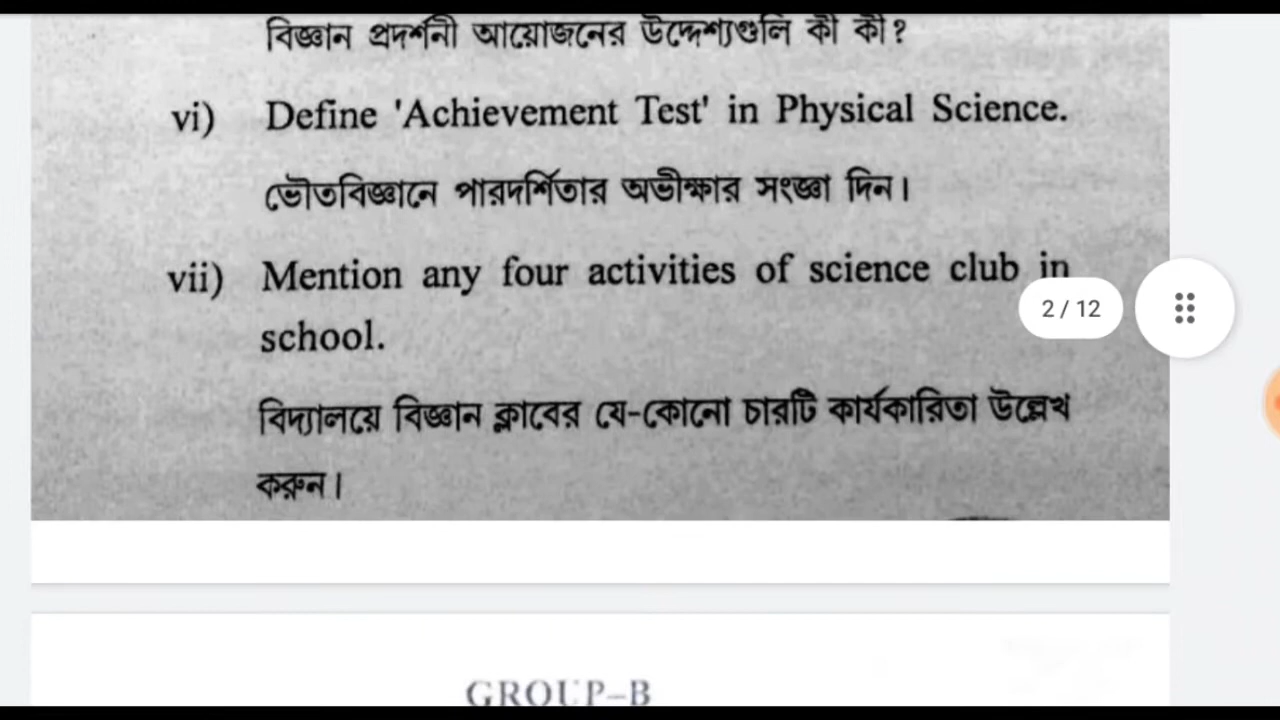 বিজ্ঞান প্রদর্শনী আয়োজনের উদ্দেশ্যগুলি কী কী?
vi) Define 'Achievement Test' in Physical Science.
ভৌতবিজ্ঞানে পারদর্শিতার অভীক্ষার সংজ্ঞা দিন।
vii) Mention any four activities of science club in
2 / 12
school.
বিদ্যালয়ে বিজ্ঞান ক্লাবের যে-কোনো চারটি কার্যকারিতা উল্লেখ
করুন।
GROUP–B